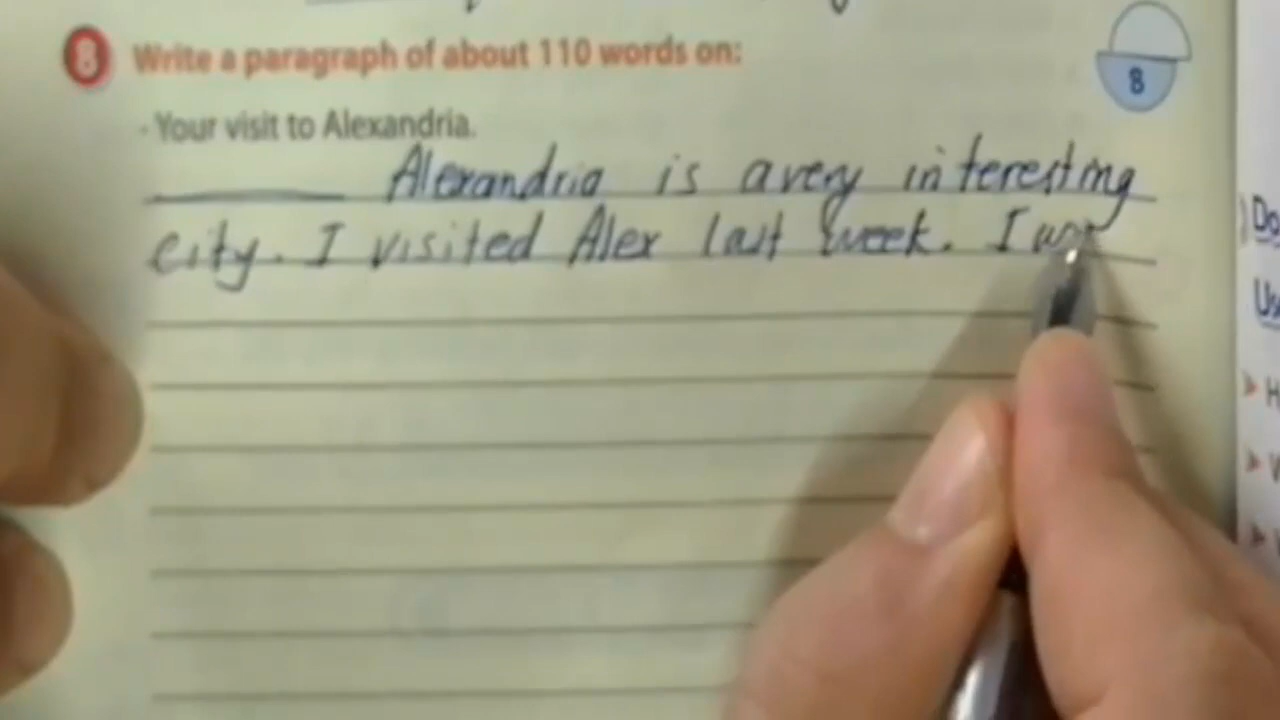 8 Write a paragraph of about 110 words on:
8
- Your visit to Alexandria.
Alexandria is a very interesting
city. I visited Alex last week. I